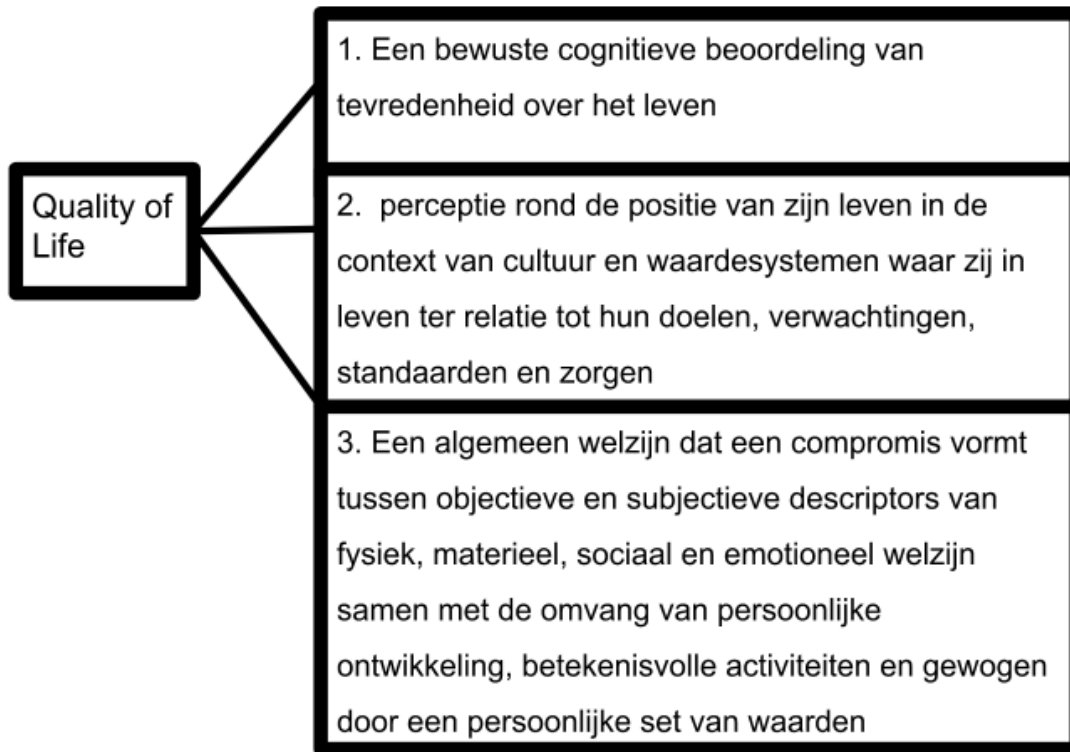 Quality of
Life
1. Een bewuste cognitieve beoordeling van
tevredenheid over het leven
2. perceptie rond de positie van zijn leven in de
context van cultuur en waardesystemen waar zij in
leven ter relatie tot hun doelen, verwachtingen,
standaarden en zorgen
3. Een algemeen welzijn dat een compromis vormt
tussen objectieve en subjectieve descriptors van
fysiek, materieel, sociaal en emotioneel welzijn
samen met de omvang van persoonlijke
ontwikkeling, betekenisvolle activiteiten en gewogen
door een persoonlijke set van waarden